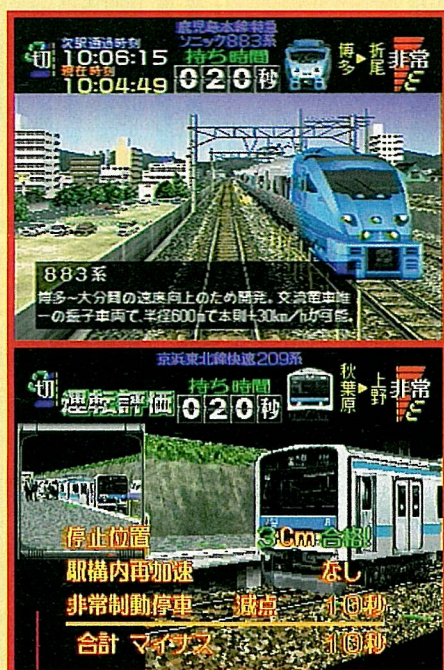 鹿児島本線特急
ソニック883系
切
次駅通過時刻
10:06:15
現在時刻
10:04:49
持ち時間
020秒
博多▶折尾
非常
883系
博多~大分間の速度向上のため開発。交流電車唯
一の振子車両で、半径600mで本則+30km/hが可能。
京浜東北線快速209系
切
運転評価
持ち時間
020秒
秋葉原▶上野
非常
停止位置 30cm 合格!
駅構内再加速 なし
非常制動停車 減点 10秒
合計 マイナス 10秒